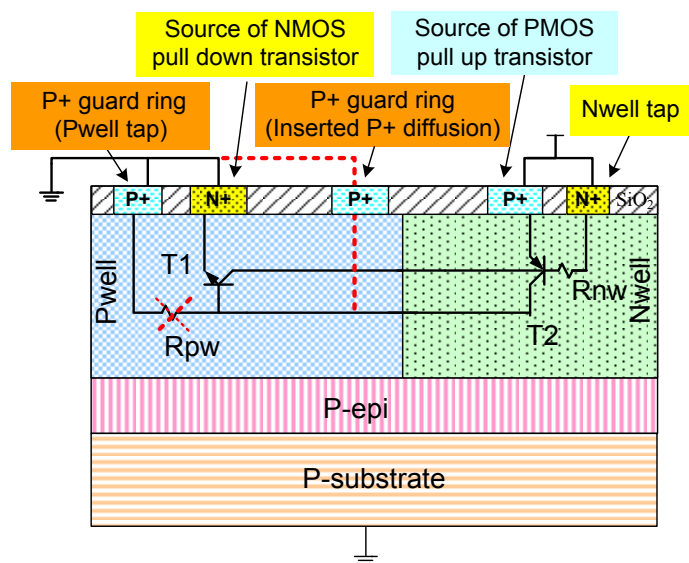 Source of NMOS
pull down transistor
Source of PMOS
pull up transistor
P+ guard ring
(Pwell tap)
P+ guard ring
(Inserted P+ diffusion)
Nwell tap
P+
N+
P+
P+
N+
SiO2
Pwell
T1
Rpw
T2
Rnw
Nwell
P-epi
P-substrate